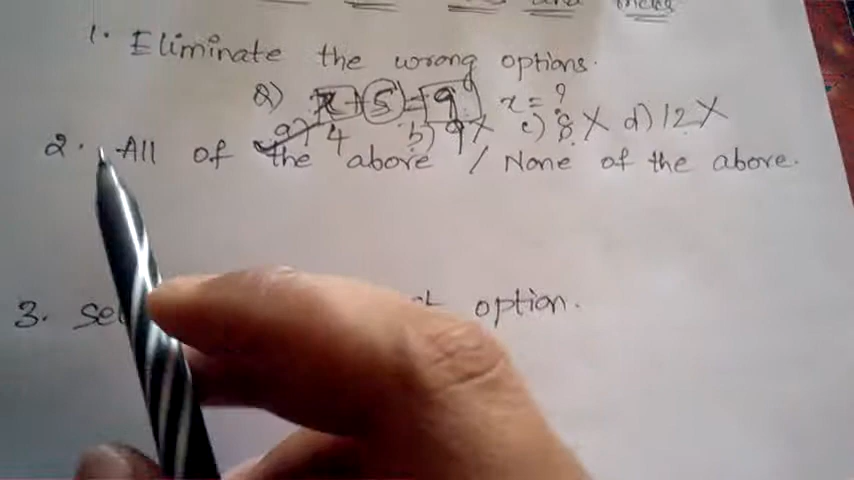 and
1. Eliminate the wrong options.
Q) x + 5 = 9 x = ?
a) 4 b) 9 X c) 8 X d) 12 X
2. All of the above / None of the above.
3. option.